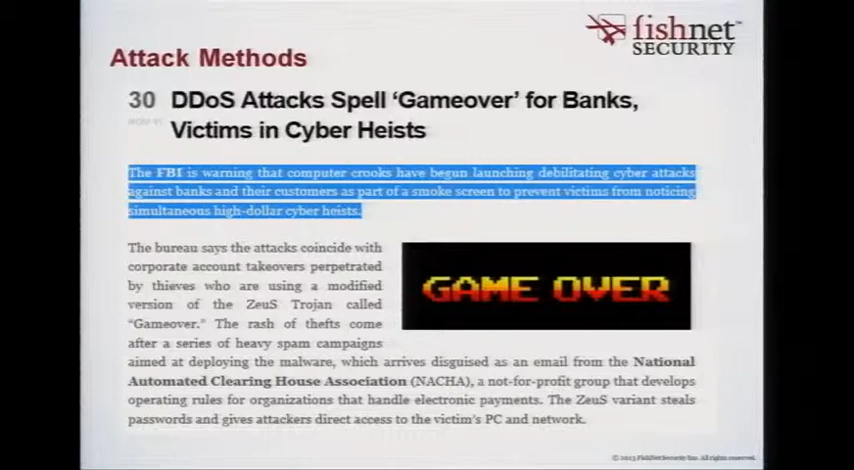 fishnet™
SECURITY
Attack Methods
30 DDoS Attacks Spell ‘Gameover’ for Banks,
Victims in Cyber Heists
The FBI is warning that computer crooks have begun launching debilitating cyber attacks
against banks and their customers as part of a smoke screen to prevent victims from noticing
simultaneous high-dollar cyber heists.
The bureau says the attacks coincide with
corporate account takeovers perpetrated
by thieves who are using a modified
version of the ZeuS Trojan called
“Gameover.” The rash of thefts come
after a series of heavy spam campaigns
GAME OVER
aimed at deploying the malware, which arrives disguised as an email from the National
Automated Clearing House Association (NACHA), a not-for-profit group that develops
operating rules for organizations that handle electronic payments. The ZeuS variant steals
passwords and gives attackers direct access to the victim’s PC and network.
© 2013 FishNet Security Inc. All rights reserved.